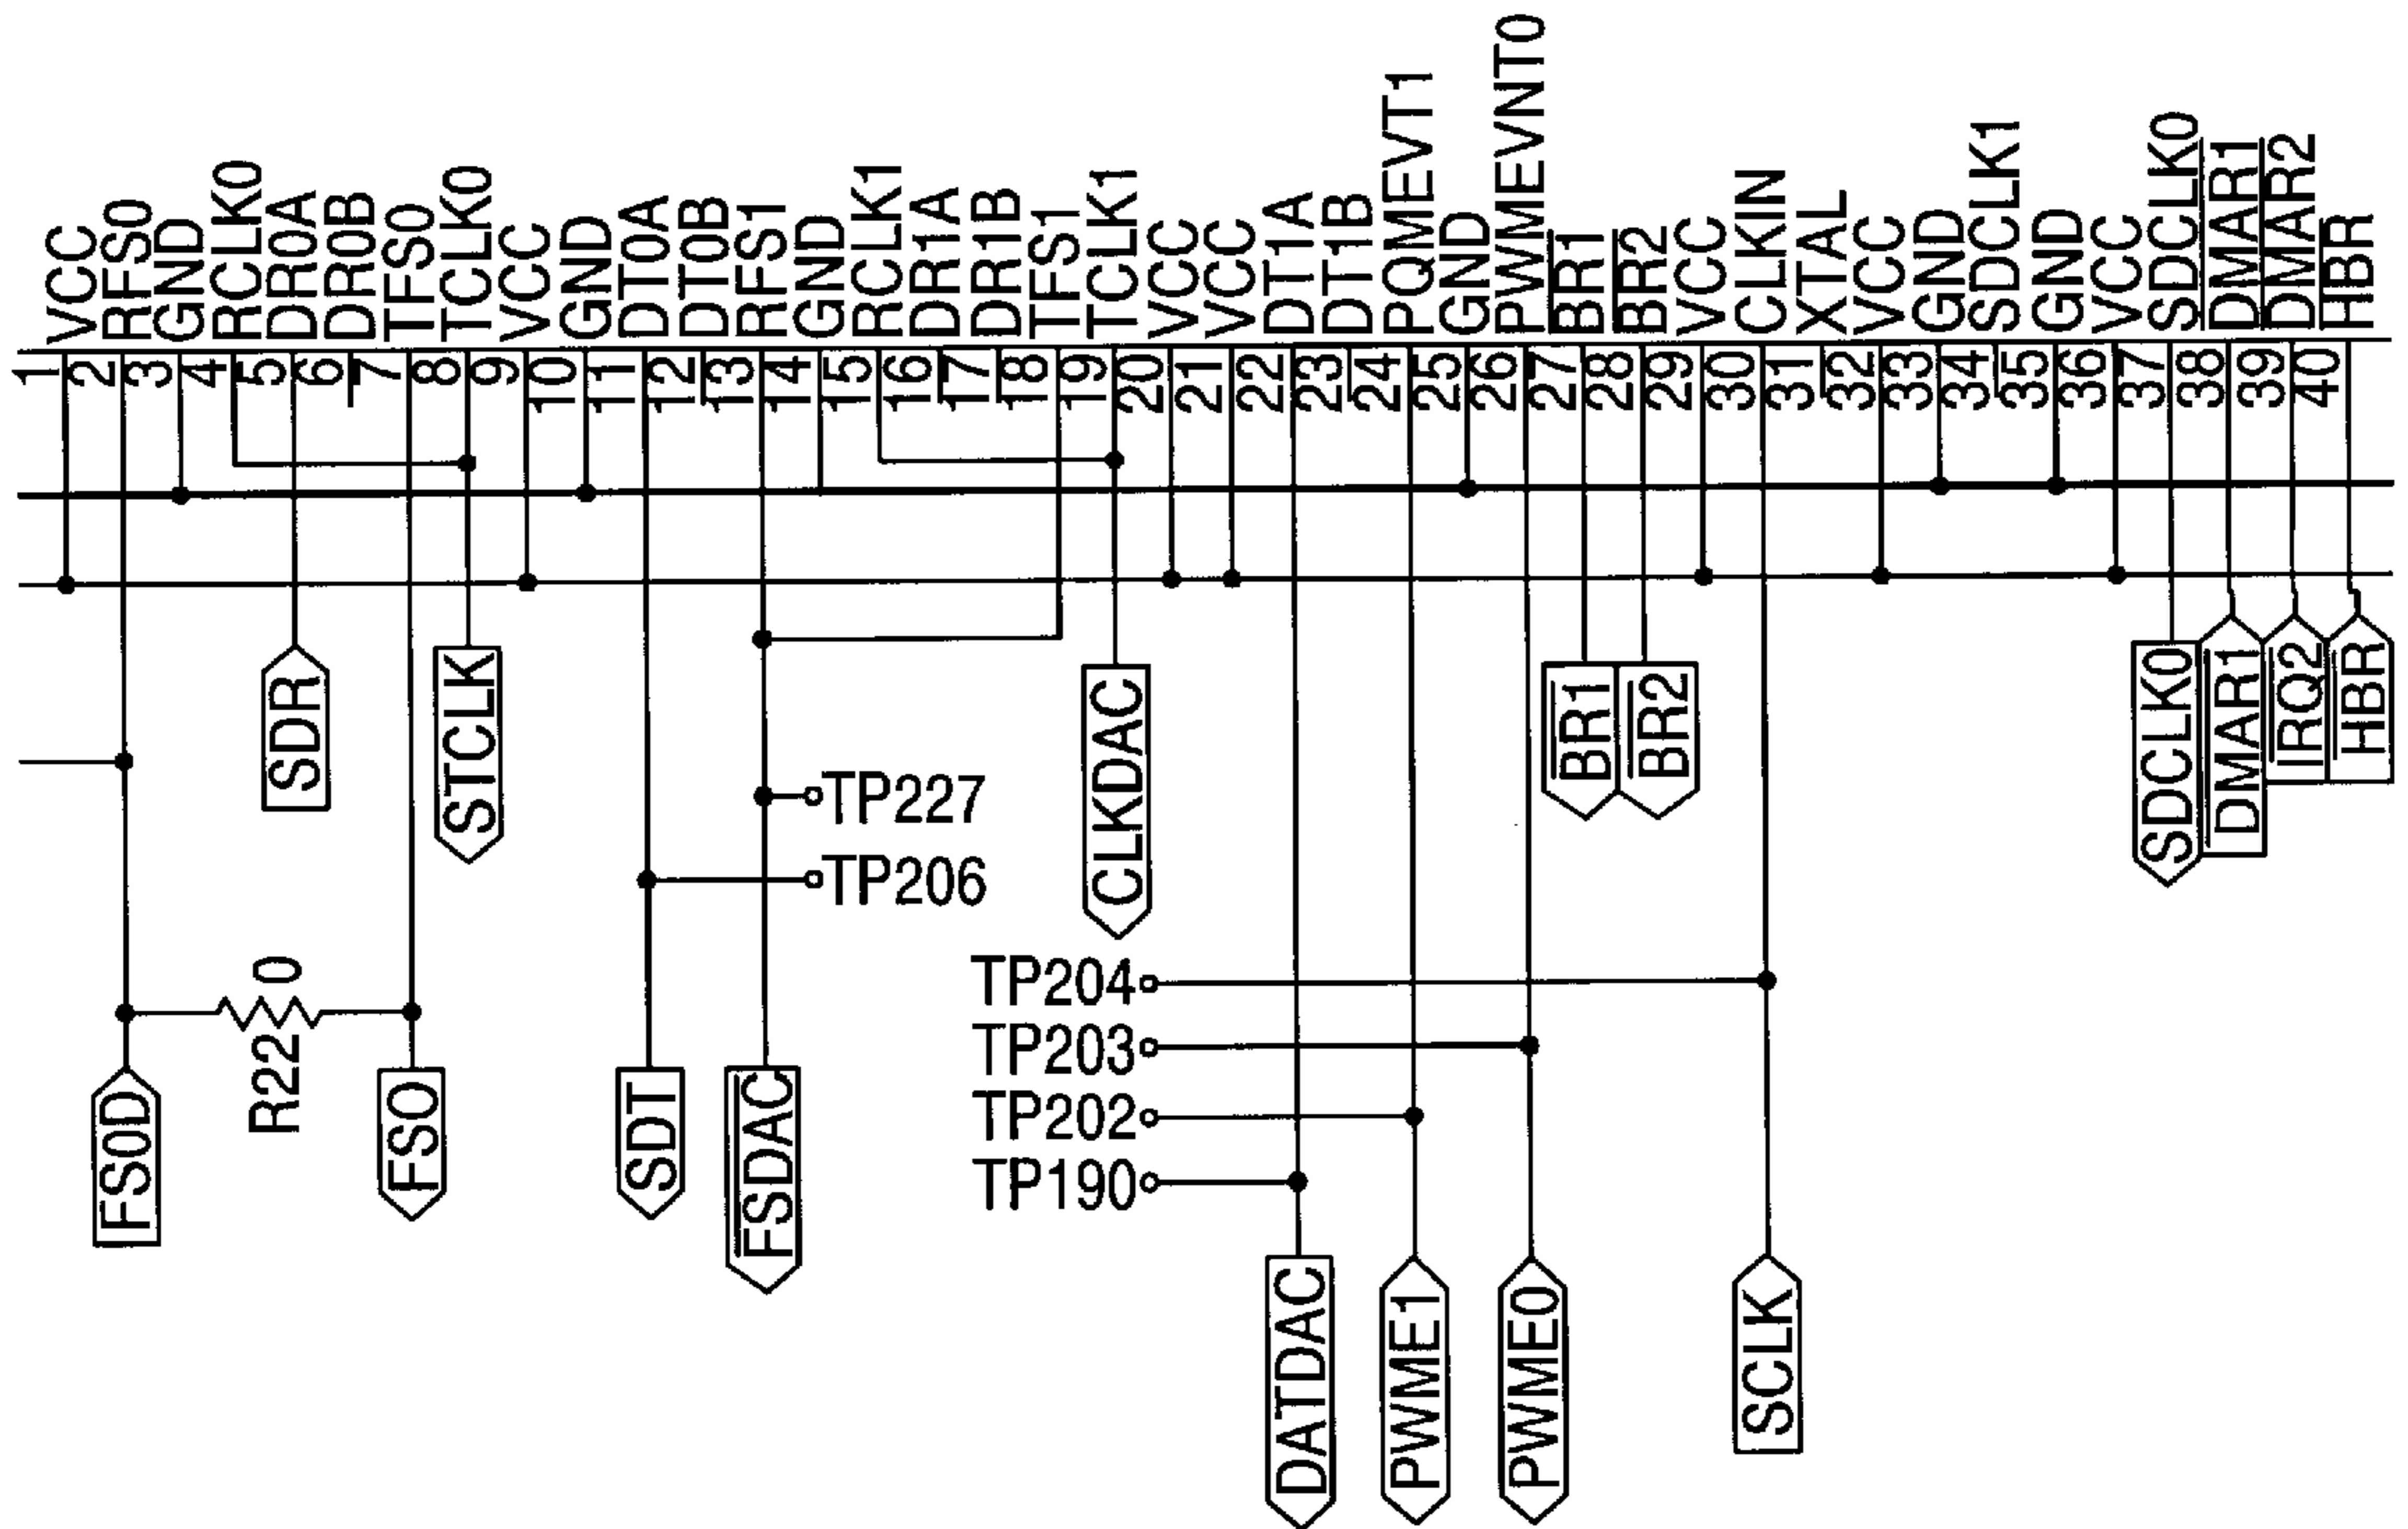 VCC
RFS0
GND
RCLK0
DR0A
DR0B
TFS0
TCLK0
VCC
GND
DT0A
DT0B
RFS1
GND
RCLK1
DR1A
DR1B
TFS1
TCLK1
VCC
VCC
DT1A
DT1B
PQMEVT1
GND
PWMEVNT0
BR1
BR2
VCC
CLKIN
XTAL
VCC
GND
SDCLK1
GND
VCC
SDCLK0
DMAR1
DMAR2
HBR
1
2
3
4
5
6
7
8
9
10
11
12
13
14
15
16
17
18
19
20
21
22
23
24
25
26
27
28
29
30
31
32
33
34
35
36
37
38
39
40
SDR
STCLK
TP227
TP206
CLKDAC
BR1
BR2
SDCLK0
DMAR1
IRQ2
HBR
R22 0
FS0D
FSO
SDT
FSDAC
TP204
TP203
TP202
TP190
DATDAC
PWME1
PWME0
SCLK